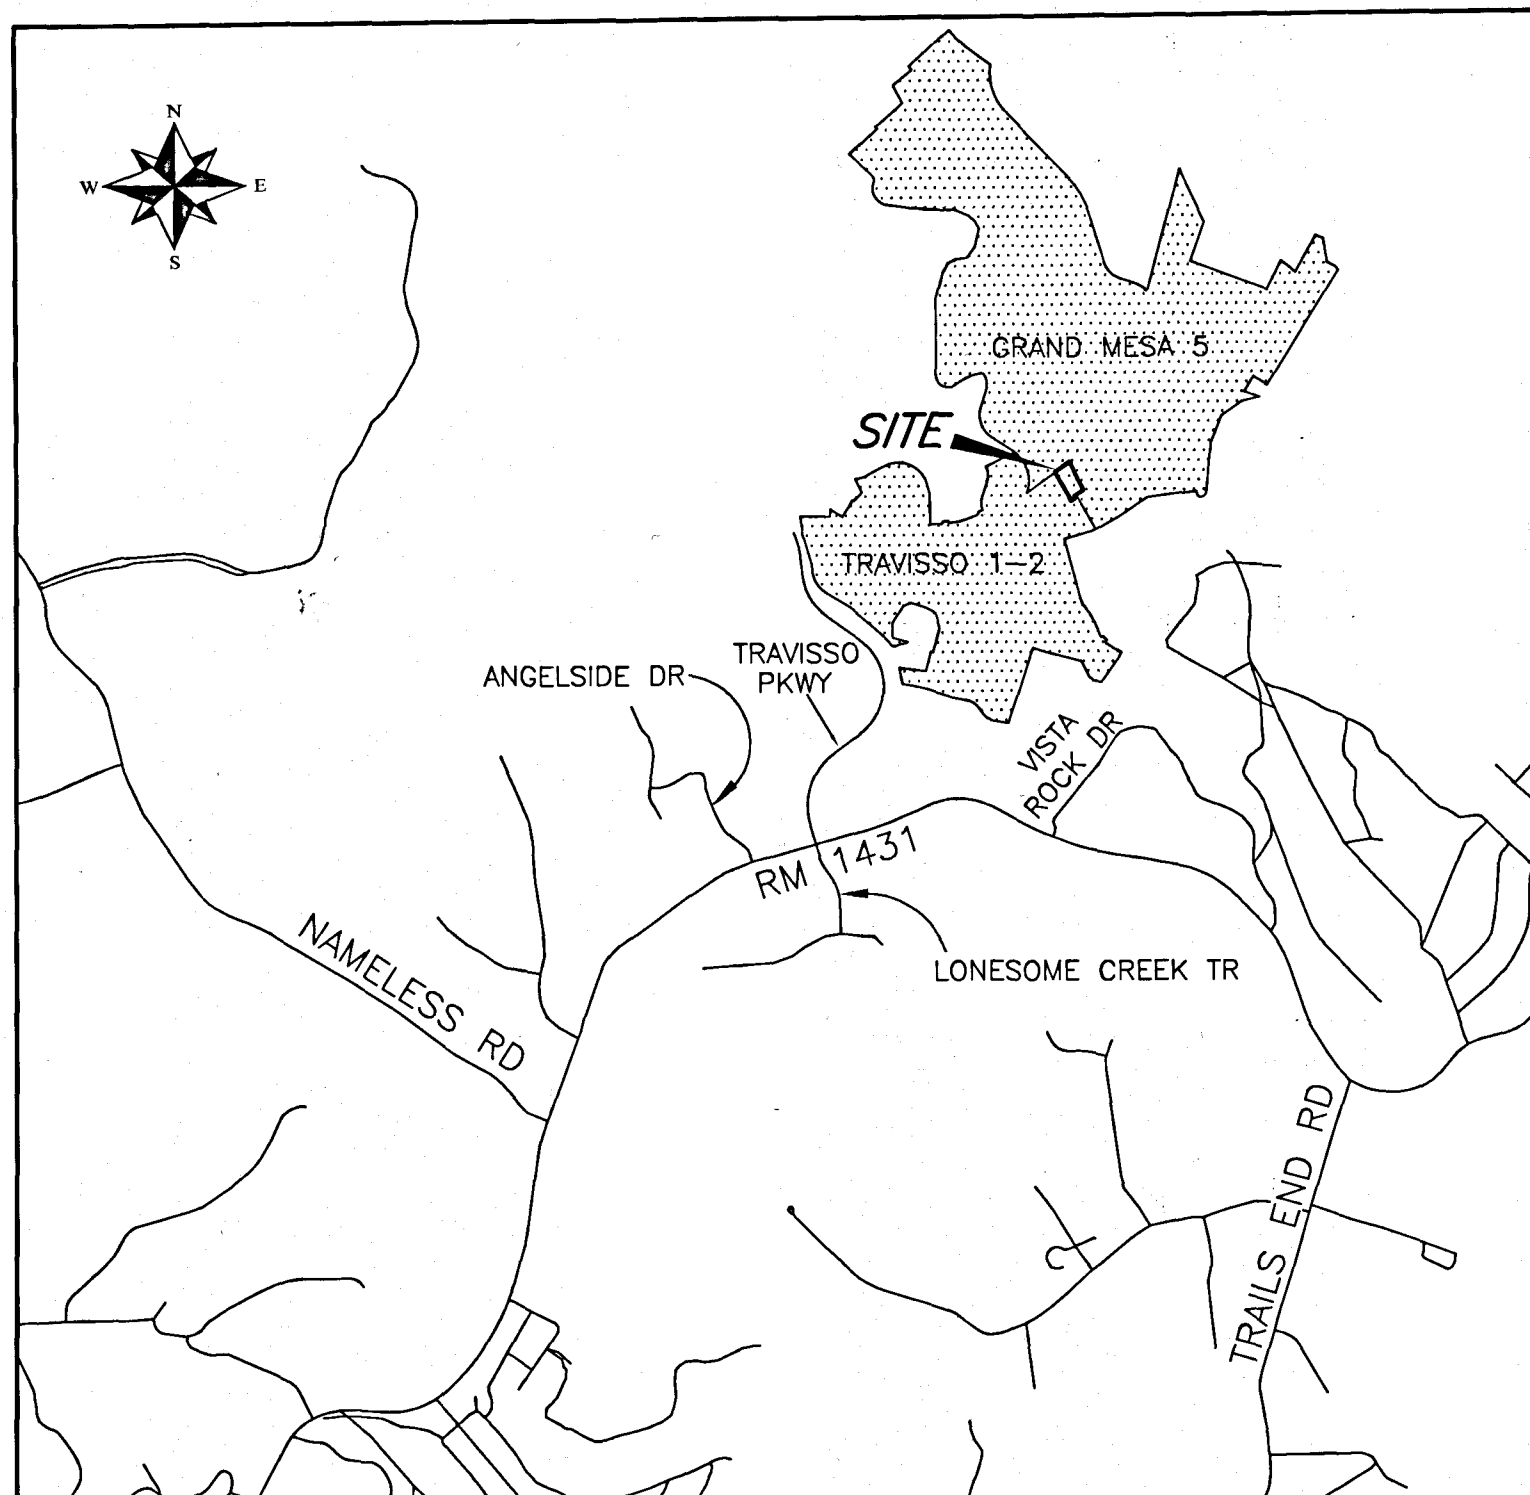 N
W
E
S
GRAND MESA 5
SITE
TRAVISSO 1-2
TRAVISSO
PKWY
ANGELSIDE DR
VISTA
ROCK DR
RM 1431
NAMELESS RD
LONESOME CREEK TR
TRAILS END RD